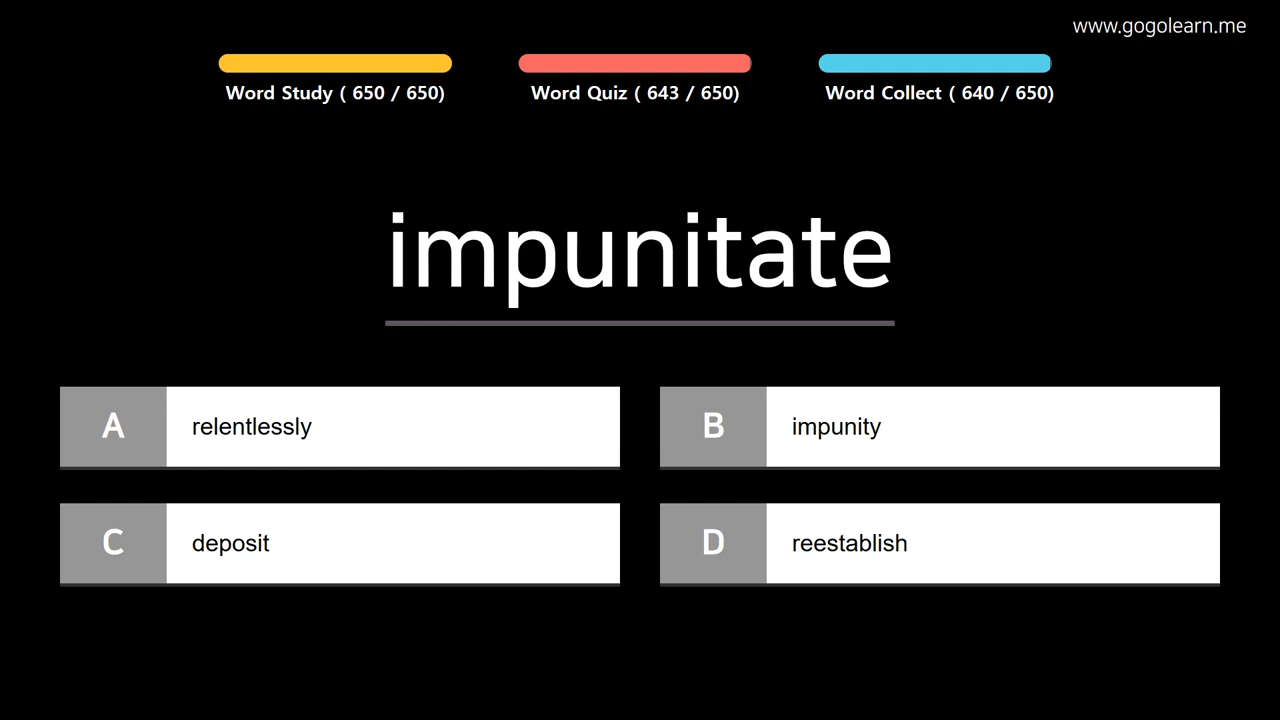 www.gogolearn.me
Word Study ( 650 / 650)
Word Quiz ( 643 / 650)
Word Collect ( 640 / 650)
impunitate
A relentlessly
B impunity
C deposit
D reestablish